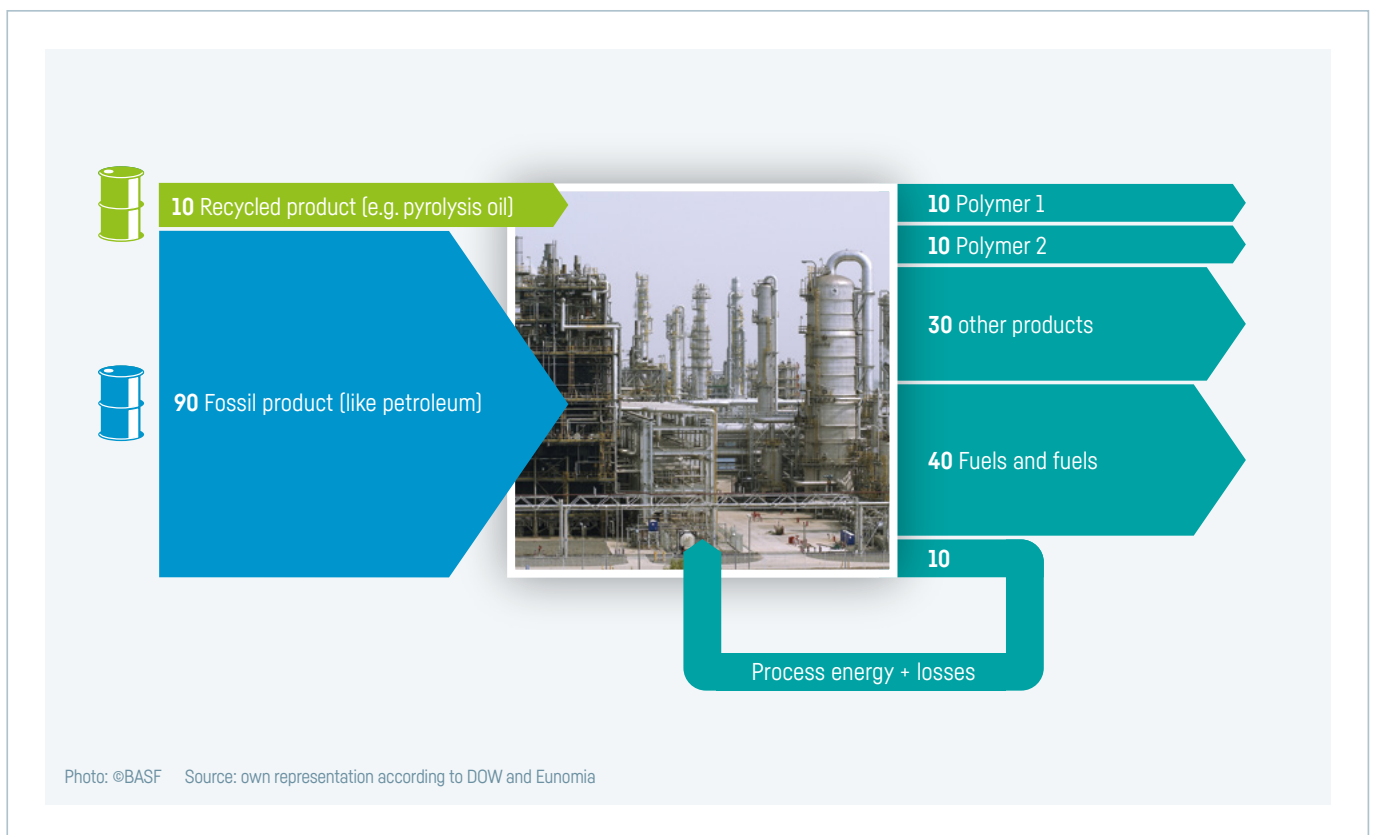 10 Recycled product (e.g. pyrolysis oil)
90 Fossil product (like petroleum)
10 Polymer 1
10 Polymer 2
30 other products
40 Fuels and fuels
10
Process energy + losses
Photo: ©BASF Source: own representation according to DOW and Eunomia